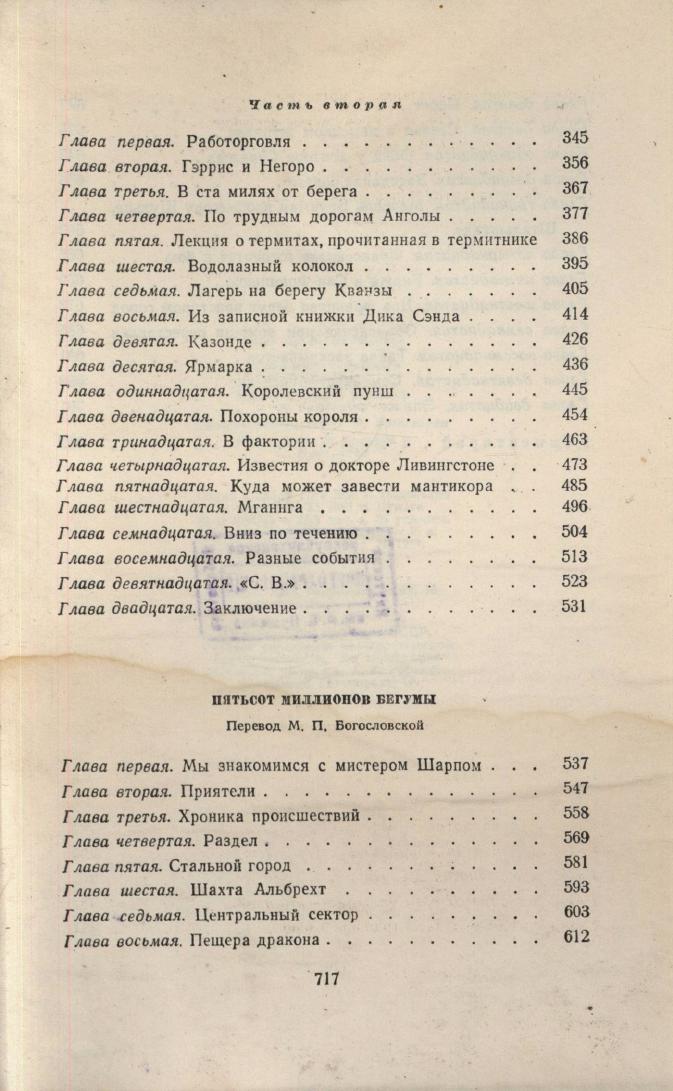 Часть вторая
Глава первая. Работорговля . . . . . . . . . . . . 345
Глава вторая. Гэррис и Негоро . . . . . . . . . . . 356
Глава третья. В ста милях от берега . . . . . . . . . 367
Глава четвертая. По трудным дорогам Анголы . . . . . 377
Глава пятая. Лекция о термитах, прочитанная в термитнике 386
Глава шестая. Водолазный колокол . . . . . . . . . 395
Глава седьмая. Лагерь на берегу Кванзы . . . . . . . 405
Глава восьмая. Из записной книжки Дика Сэнда . . . . 414
Глава девятая. Казонде . . . . . . . . . . . . . 426
Глава десятая. Ярмарка . . . . . . . . . . . . . 436
Глава одиннадцатая. Королевский пунш . . . . . . . 445
Глава двенадцатая. Похороны короля . . . . . . . . . 454
Глава тринадцатая. В фактории . . . . . . . . . . . 463
Глава четырнадцатая. Известия о докторе Ливингстоне . . 473
Глава пятнадцатая. Куда может завести мантикора . . 485
Глава шестнадцатая. Мганнга . . . . . . . . . . . 496
Глава семнадцатая. Вниз по течению . . . . . . . . . 504
Глава восемнадцатая. Разные события . . . . . . . . 513
Глава девятнадцатая. «С. В.» . . . . . . . . . . . . 523
Глава двадцатая. Заключение . . . . . . . . . . . . 531
ПЯТЬСОТ МИЛЛИОНОВ БЕГУМЫ
Перевод М. П. Богословской
Глава первая. Мы знакомимся с мистером Шарпом . . . 537
Глава вторая. Приятели . . . . . . . . . . . . . . 547
Глава третья. Хроника происшествий . . . . . . . . . 558
Глава четвертая. Раздел . . . . . . . . . . . . . . 569
Глава пятая. Стальной город . . . . . . . . . . . . 581
Глава шестая. Шахта Альбрехт . . . . . . . . . . 593
Глава седьмая. Центральный сектор . . . . . . . . . 603
Глава восьмая. Пещера дракона . . . . . . . . . . . 612
717